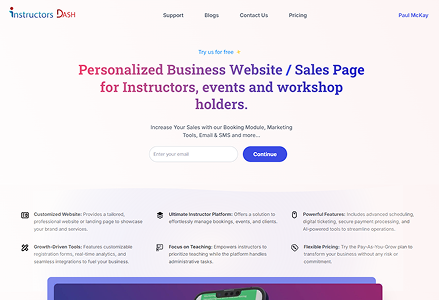 instructors DASH
Support Blogs Contact Us Pricing Paul McKay
Try us for free
Personalized Business Website / Sales Page
for Instructors, events and workshop
holders.
Increase Your Sales with our Booking Module, Marketing
Tools, Email & SMS and more...
Enter your email Continue
Customized Website: Provides a tailored,
professional website or landing page to showcase
your brand and services.
Ultimate Instructor Platform: Offers a solution to
effortlessly manage bookings, events, and clients.
Powerful Features: Includes advanced scheduling,
digital ticketing, secure payment processing, and
AI-powered tools to streamline operations.
Growth-Driven Tools: Features customizable
registration forms, real-time analytics, and
seamless integrations to fuel your business.
Focus on Teaching: Empowers instructors to
prioritize teaching while the platform handles
administrative tasks.
Flexible Pricing: Try the Pay-As-You-Grow plan to
transform your business without any risk or
commitment.